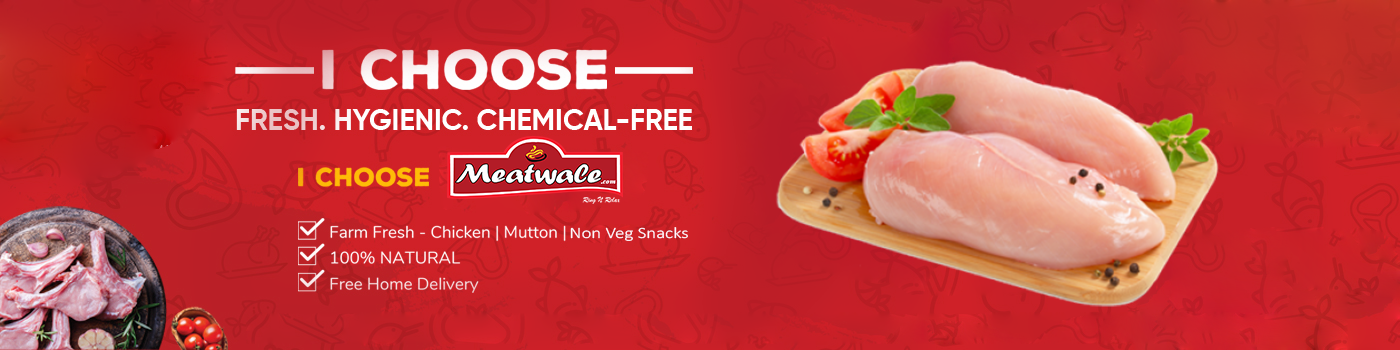 I CHOOSE
FRESH. HYGIENIC. CHEMICAL-FREE
I CHOOSE Meatwale.com
Ring N Relax
Farm Fresh - Chicken | Mutton | Non Veg Snacks
100% NATURAL
Free Home Delivery